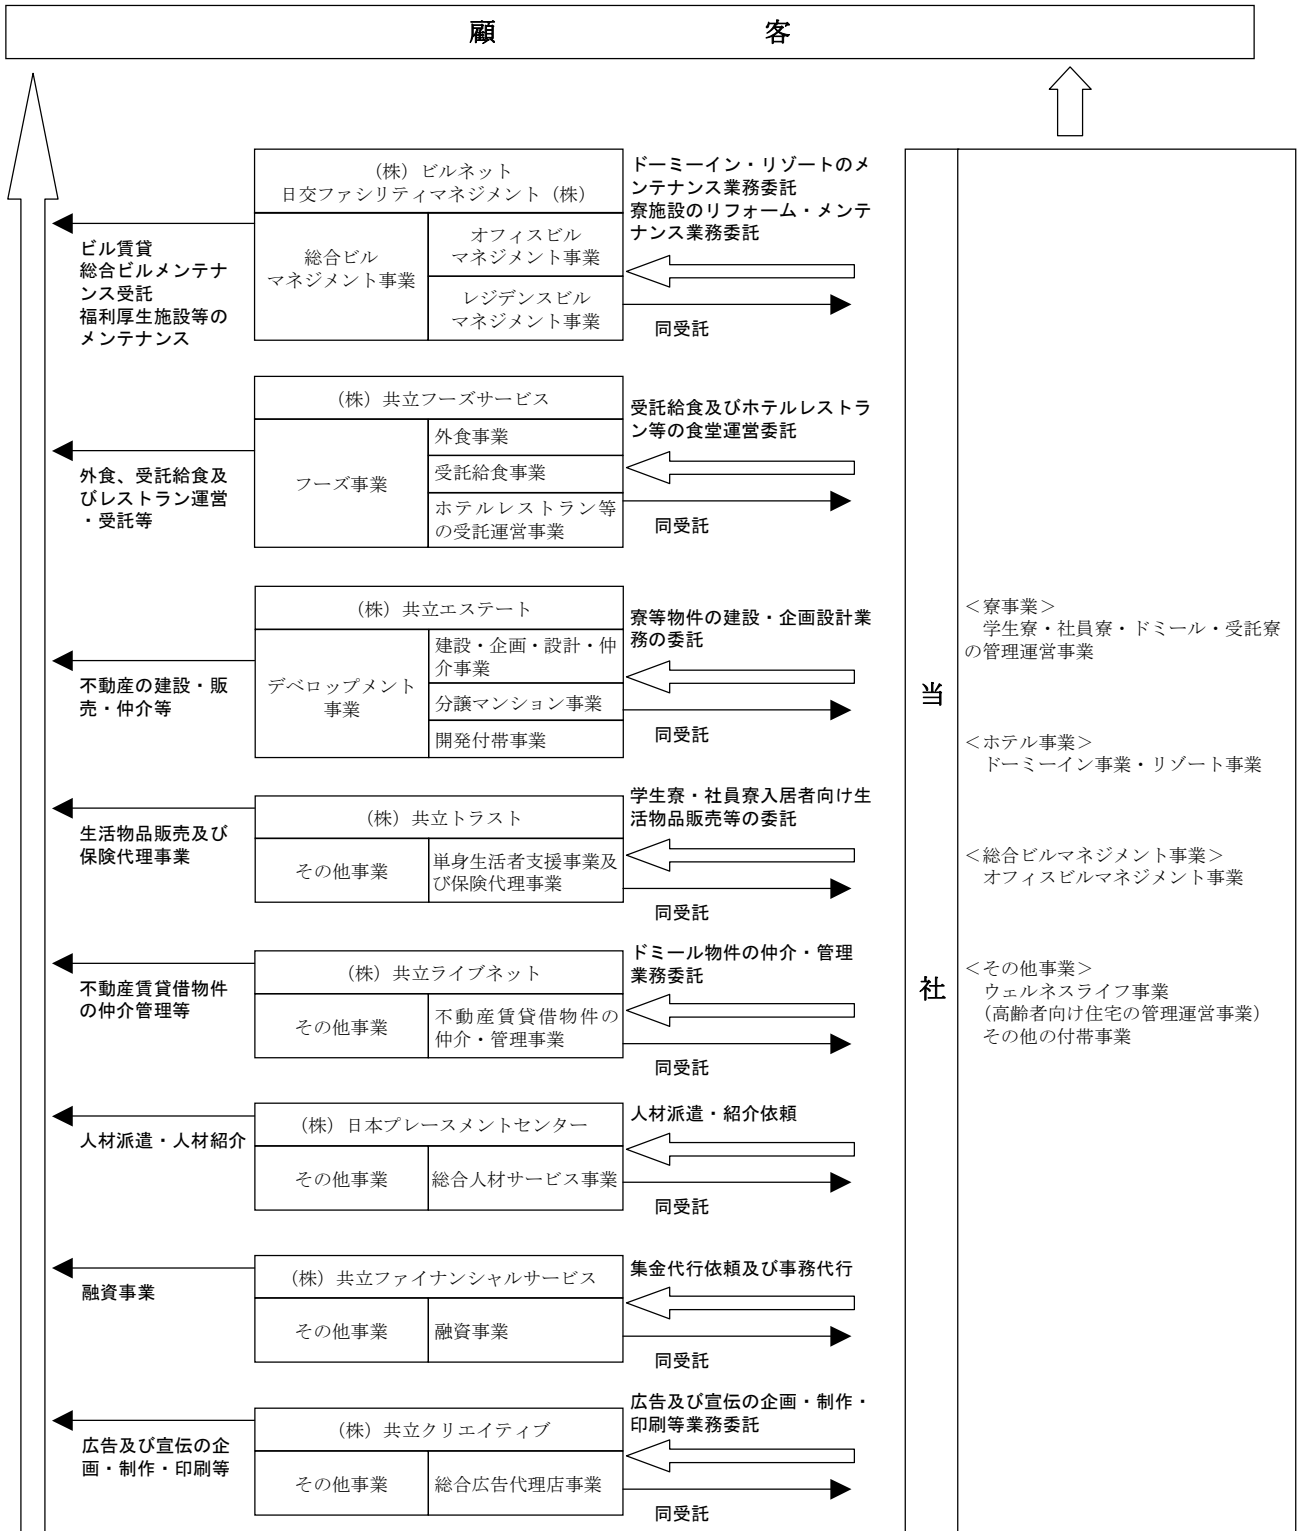 顧 客
(株) ビルネット
日交ファシリティマネジメント (株)
総合ビル
マネジメント事業
オフィスビル
マネジメント事業
レジデンスビル
マネジメント事業
ビル賃貸
総合ビルメンテナ
ンス受託
福利厚生施設等の
メンテナンス
ドーミーイン・リゾートのメ
ンテナンス業務委託
寮施設のリフォーム・メンテ
ナンス業務委託
同受託
(株) 共立フーズサービス
フーズ事業
外食事業
受託給食事業
ホテルレストラン等
の受託運営事業
外食、受託給食及
びレストラン運営
・受託等
受託給食及びホテルレストラ
ン等の食堂運営委託
同受託
(株) 共立エステート
デベロップメント
事業
建設・企画・設計・仲
介事業
分譲マンション事業
開発付帯事業
不動産の建設・販
売・仲介等
寮等物件の建設・企画設計業
務の委託
同受託
(株) 共立トラスト
その他事業
単身生活者支援事業及
び保険代理事業
生活物品販売及び
保険代理事業
学生寮・社員寮入居者向け生
活物品販売等の委託
同受託
(株) 共立ライブネット
その他事業
不動産賃貸借物件の
仲介・管理事業
不動産賃貸借物件
の仲介管理等
ドミール物件の仲介・管理
業務委託
同受託
(株) 日本プレースメントセンター
その他事業
総合人材サービス事業
人材派遣・人材紹介
人材派遣・紹介依頼
同受託
(株) 共立ファイナンシャルサービス
その他事業
融資事業
融資事業
集金代行依頼及び事務代行
同受託
(株) 共立クリエイティブ
その他事業
総合広告代理店事業
広告及び宣伝の企
画・制作・印刷等
広告及び宣伝の企画・制作・
印刷等業務委託
同受託
当
社
＜寮事業＞
学生寮・社員寮・ドミール・受託寮
の管理運営事業
＜ホテル事業＞
ドーミーイン事業・リゾート事業
＜総合ビルマネジメント事業＞
オフィスビルマネジメント事業
＜その他事業＞
ウェルネスライフ事業
(高齢者向け住宅の管理運営事業)
その他の付帯事業